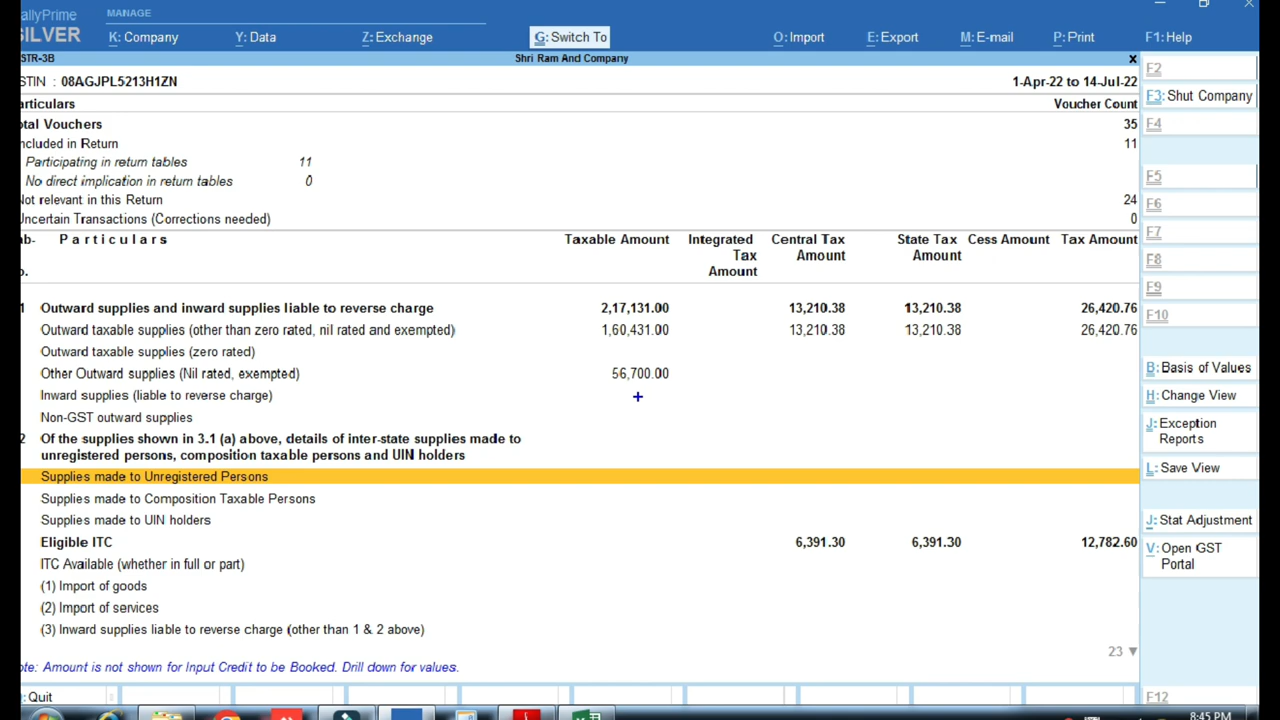 allyPrime
MANAGE
SILVER
K: Company
Y: Data
Z: Exchange
G: Switch To
O: Import
E: Export
M: E-mail
P: Print
F1: Help
STR-3B
Shri Ram And Company
x
STIN : 08AGJPL5213H1ZN
1-Apr-22 to 14-Jul-22
articulars
Voucher Count
otal Vouchers
35
ncluded in Return
11
Participating in return tables
11
No direct implication in return tables
0
Not relevant in this Return
24
Uncertain Transactions (Corrections needed)
0
ab-
o.
Particulars
Taxable Amount
Integrated
Tax
Amount
Central Tax
Amount
State Tax
Amount
Cess Amount
Tax Amount
1 Outward supplies and inward supplies liable to reverse charge 2,17,131.00 13,210.38 13,210.38 26,420.76
Outward taxable supplies (other than zero rated, nil rated and exempted) 1,60,431.00 13,210.38 13,210.38 26,420.76
Outward taxable supplies (zero rated)
Other Outward supplies (Nil rated, exempted) 56,700.00
Inward supplies (liable to reverse charge)
Non-GST outward supplies
2 Of the supplies shown in 3.1 (a) above, details of inter-state supplies made to
unregistered persons, composition taxable persons and UIN holders
Supplies made to Unregistered Persons
Supplies made to Composition Taxable Persons
Supplies made to UIN holders
Eligible ITC 6,391.30 6,391.30 12,782.60
ITC Available (whether in full or part)
(1) Import of goods
(2) Import of services
(3) Inward supplies liable to reverse charge (other than 1 & 2 above)
23 ▼
ote: Amount is not shown for Input Credit to be Booked. Drill down for values.
F2
F3: Shut Company
F4
F5
F6
F7
F8
F9
F10
B: Basis of Values
H: Change View
J: Exception
Reports
L: Save View
J: Stat Adjustment
V: Open GST
Portal
: Quit
F12
8:45 PM